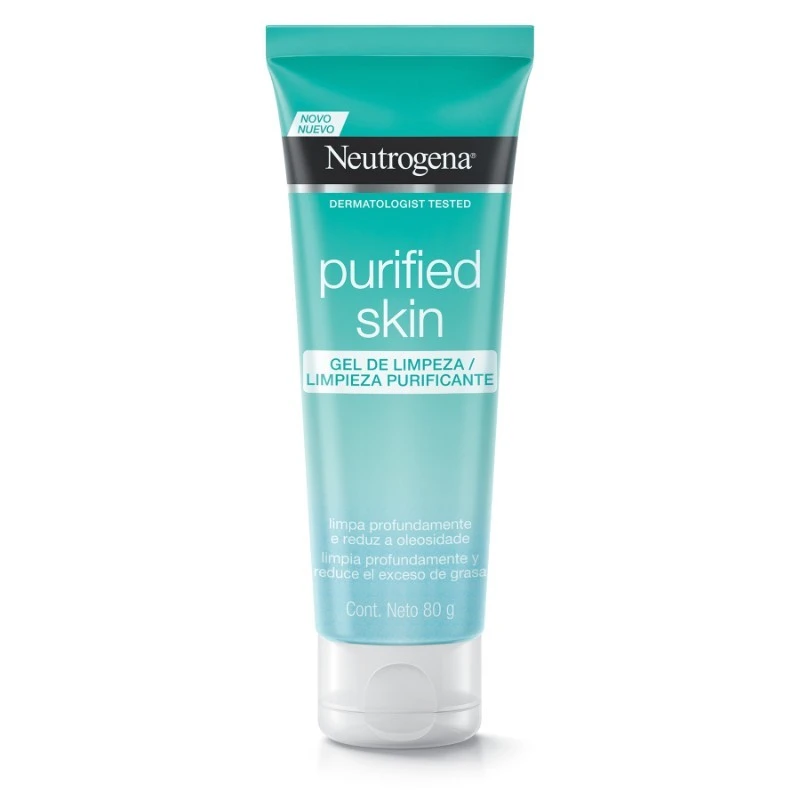 NOVO
NUEVO
Neutrogena®
DERMATOLOGIST TESTED
purified
skin
GEL DE LIMPEZA /
LIMPIEZA PURIFICANTE
limpa profundamente
e reduz a oleosidade
limpia profundamente y
reduce el exceso de grasa
Cont. Neto 80 g